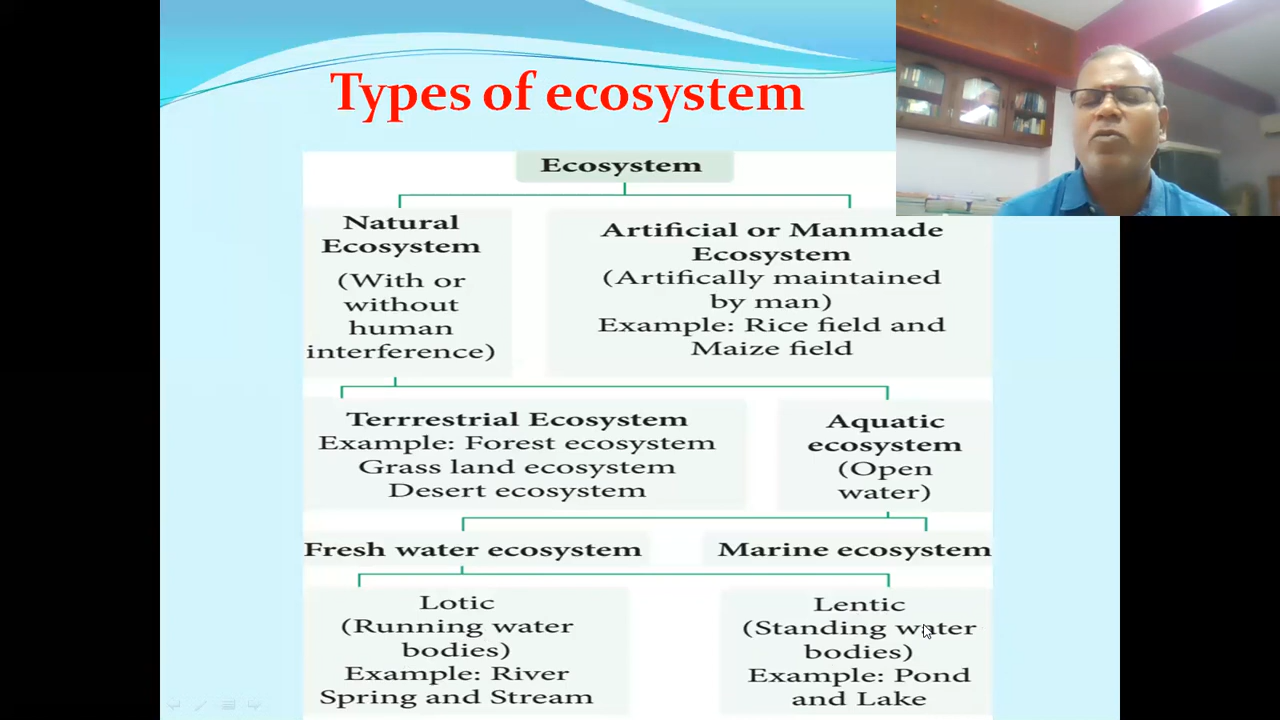 Types of ecosystem
Ecosystem
Natural
Ecosystem
(With or
without
human
interference)
Artificial or Manmade
Ecosystem
(Artifically maintained
by man)
Example: Rice field and
Maize field
Terrrestrial Ecosystem
Example: Forest ecosystem
Grass land ecosystem
Desert ecosystem
Aquatic
ecosystem
(Open
water)
Fresh water ecosystem
Marine ecosystem
Lotic
(Running water
bodies)
Example: River
Spring and Stream
Lentic
(Standing water
bodies)
Example: Pond
and Lake